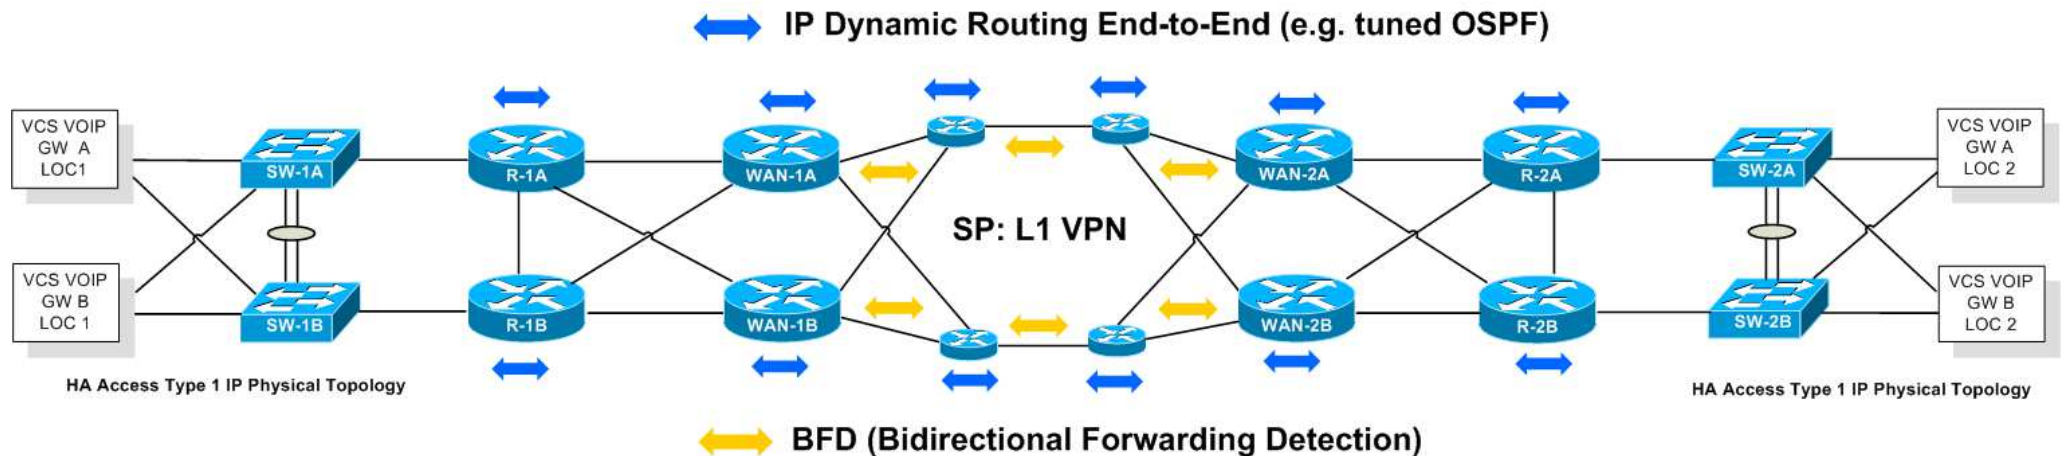 IP Dynamic Routing End-to-End (e.g. tuned OSPF)
VCS VOIP
GW A
LOC1
SW-1A
R-1A
WAN-1A
WAN-2A
R-2A
SW-2A
VCS VOIP
GW A
LOC 2
SP: L1 VPN
VCS VOIP
GW B
LOC 1
SW-1B
R-1B
WAN-1B
WAN-2B
R-2B
SW-2B
VCS VOIP
GW B
LOC 2
HA Access Type 1 IP Physical Topology
HA Access Type 1 IP Physical Topology
BFD (Bidirectional Forwarding Detection)